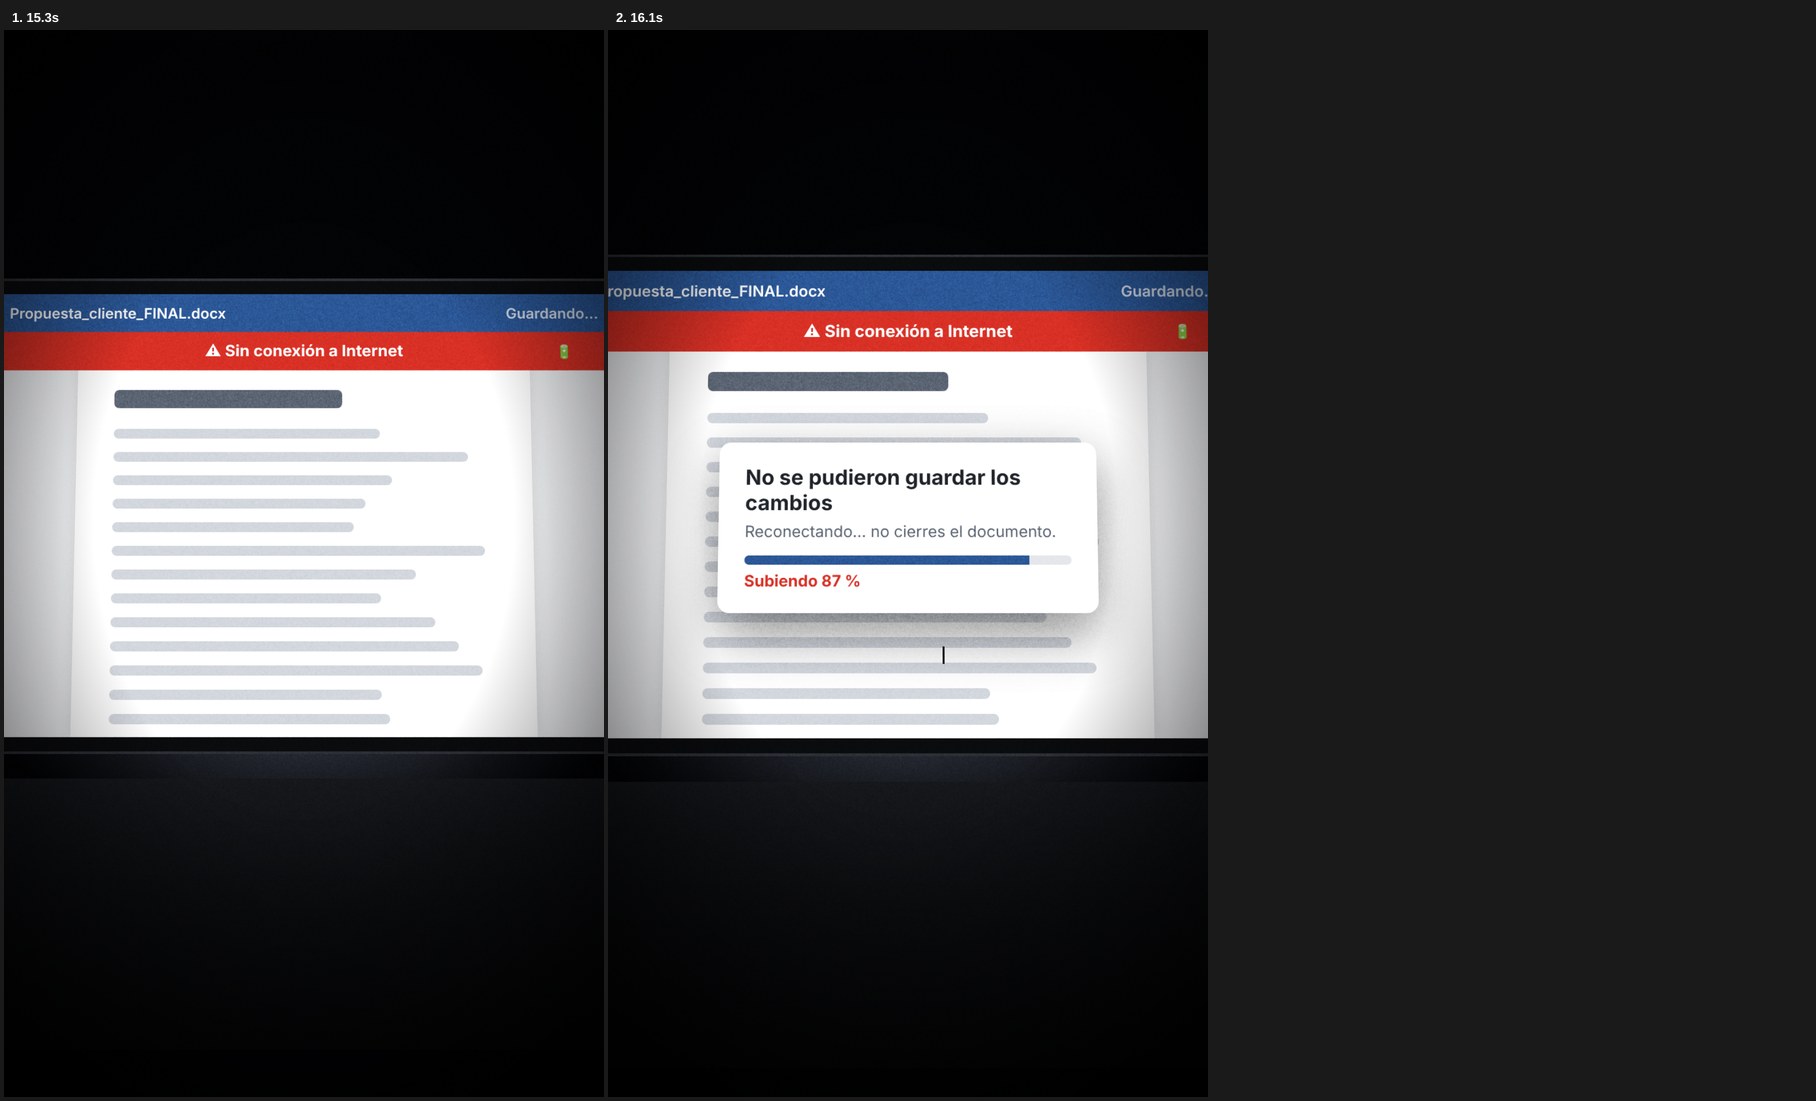 1. 15.3s
Propuesta_cliente_FINAL.docx
Guardando...
⚠ Sin conexión a Internet
2. 16.1s
ropuesta_cliente_FINAL.docx
Guardando.
⚠ Sin conexión a Internet
No se pudieron guardar los
cambios
Reconectando... no cierres el documento.
Subiendo 87 %